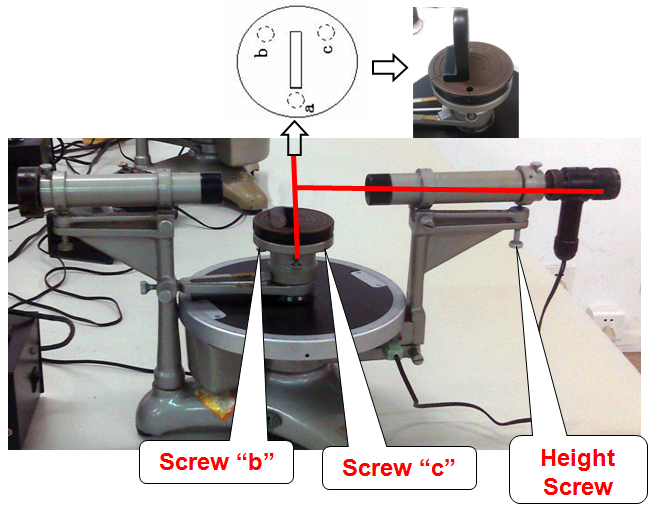 b
c
a
Screw “b”
Screw “c”
Height
Screw